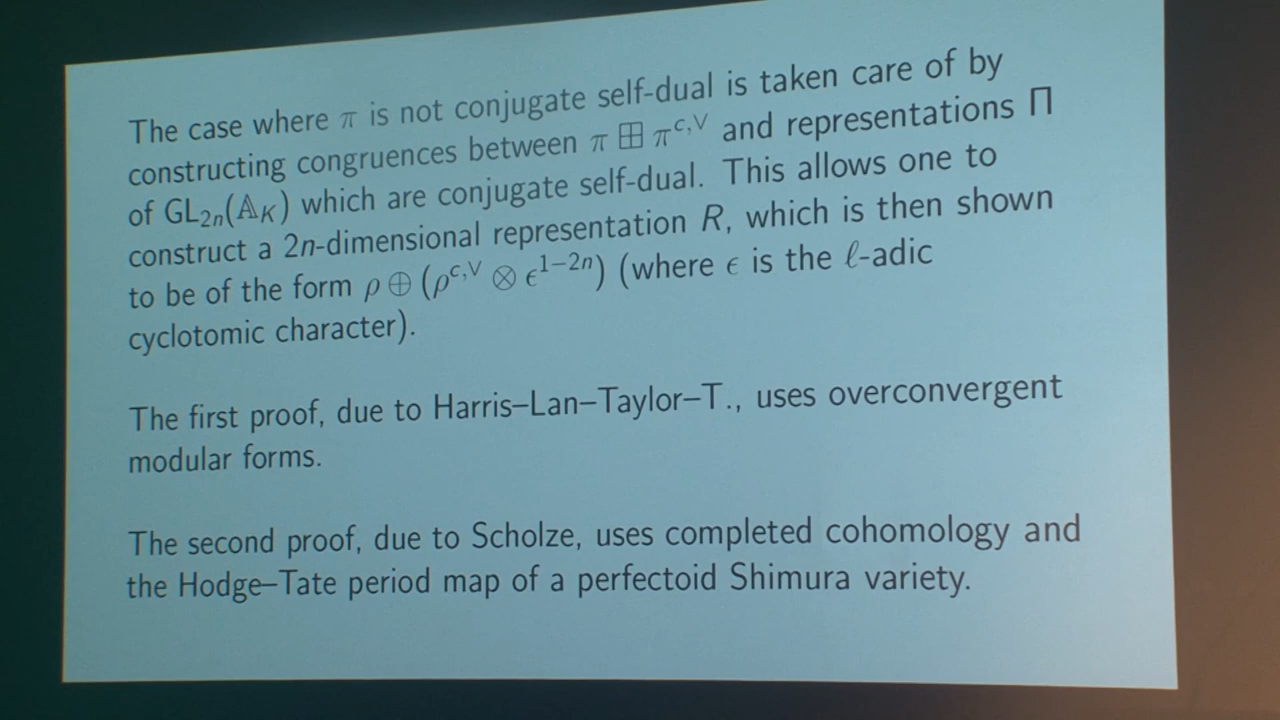 The case where π is not conjugate self-dual is taken care of by
constructing congruences between π ⊞ π^{c,∨} and representations Π
of GL_{2n}(𝔸_K) which are conjugate self-dual. This allows one to
construct a 2n-dimensional representation R, which is then shown
to be of the form ρ ⊕ (ρ^{c,∨} ⊗ ϵ^{1−2n}) (where ϵ is the ℓ-adic
cyclotomic character).
The first proof, due to Harris–Lan–Taylor–T., uses overconvergent
modular forms.
The second proof, due to Scholze, uses completed cohomology and
the Hodge–Tate period map of a perfectoid Shimura variety.